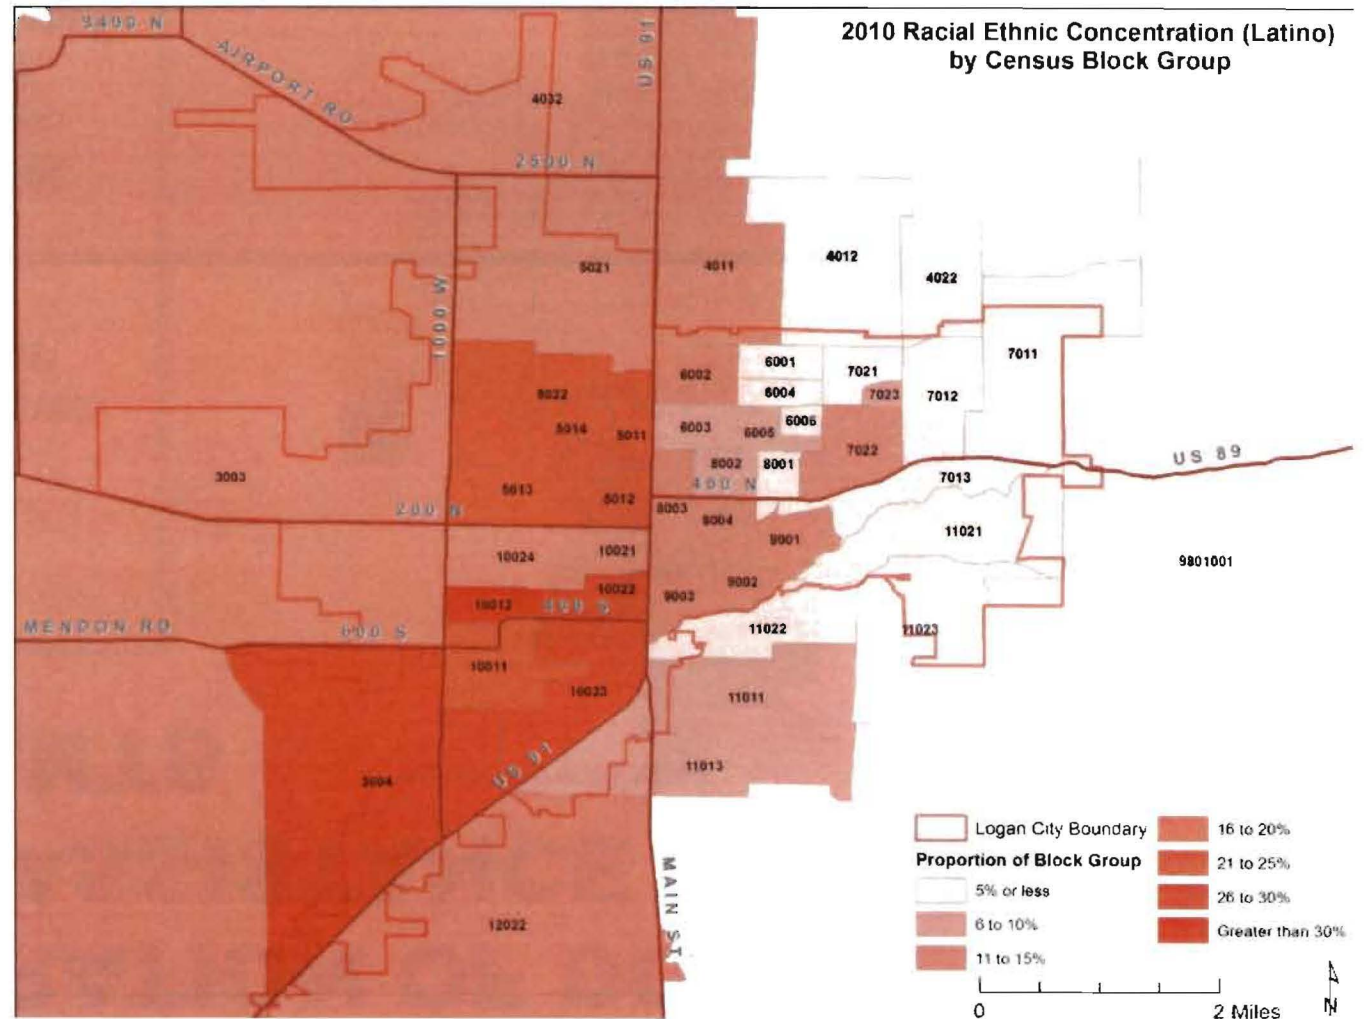 2010 Racial Ethnic Concentration (Latino)
by Census Block Group
3400 N
AIRPORT RD
US 91
4032
2500 N
5021
4011
4012
4022
1000 W
6002
6001
7021
7011
6004
7023
7012
5022
5014
5011
6003
6005
6006
7022
8002
8001
US 89
3003
400 N
7013
5013
5012
200 N
8003
8004
9001
11021
10024
10021
9801001
10022
9002
10012
400 S
9003
MENDON RD
600 S
11022
11023
10011
10023
11011
US 91
11013
3004
MAIN ST
12022
Logan City Boundary
Proportion of Block Group
5% or less
6 to 10%
11 to 15%
16 to 20%
21 to 25%
26 to 30%
Greater than 30%
0 2 Miles
N